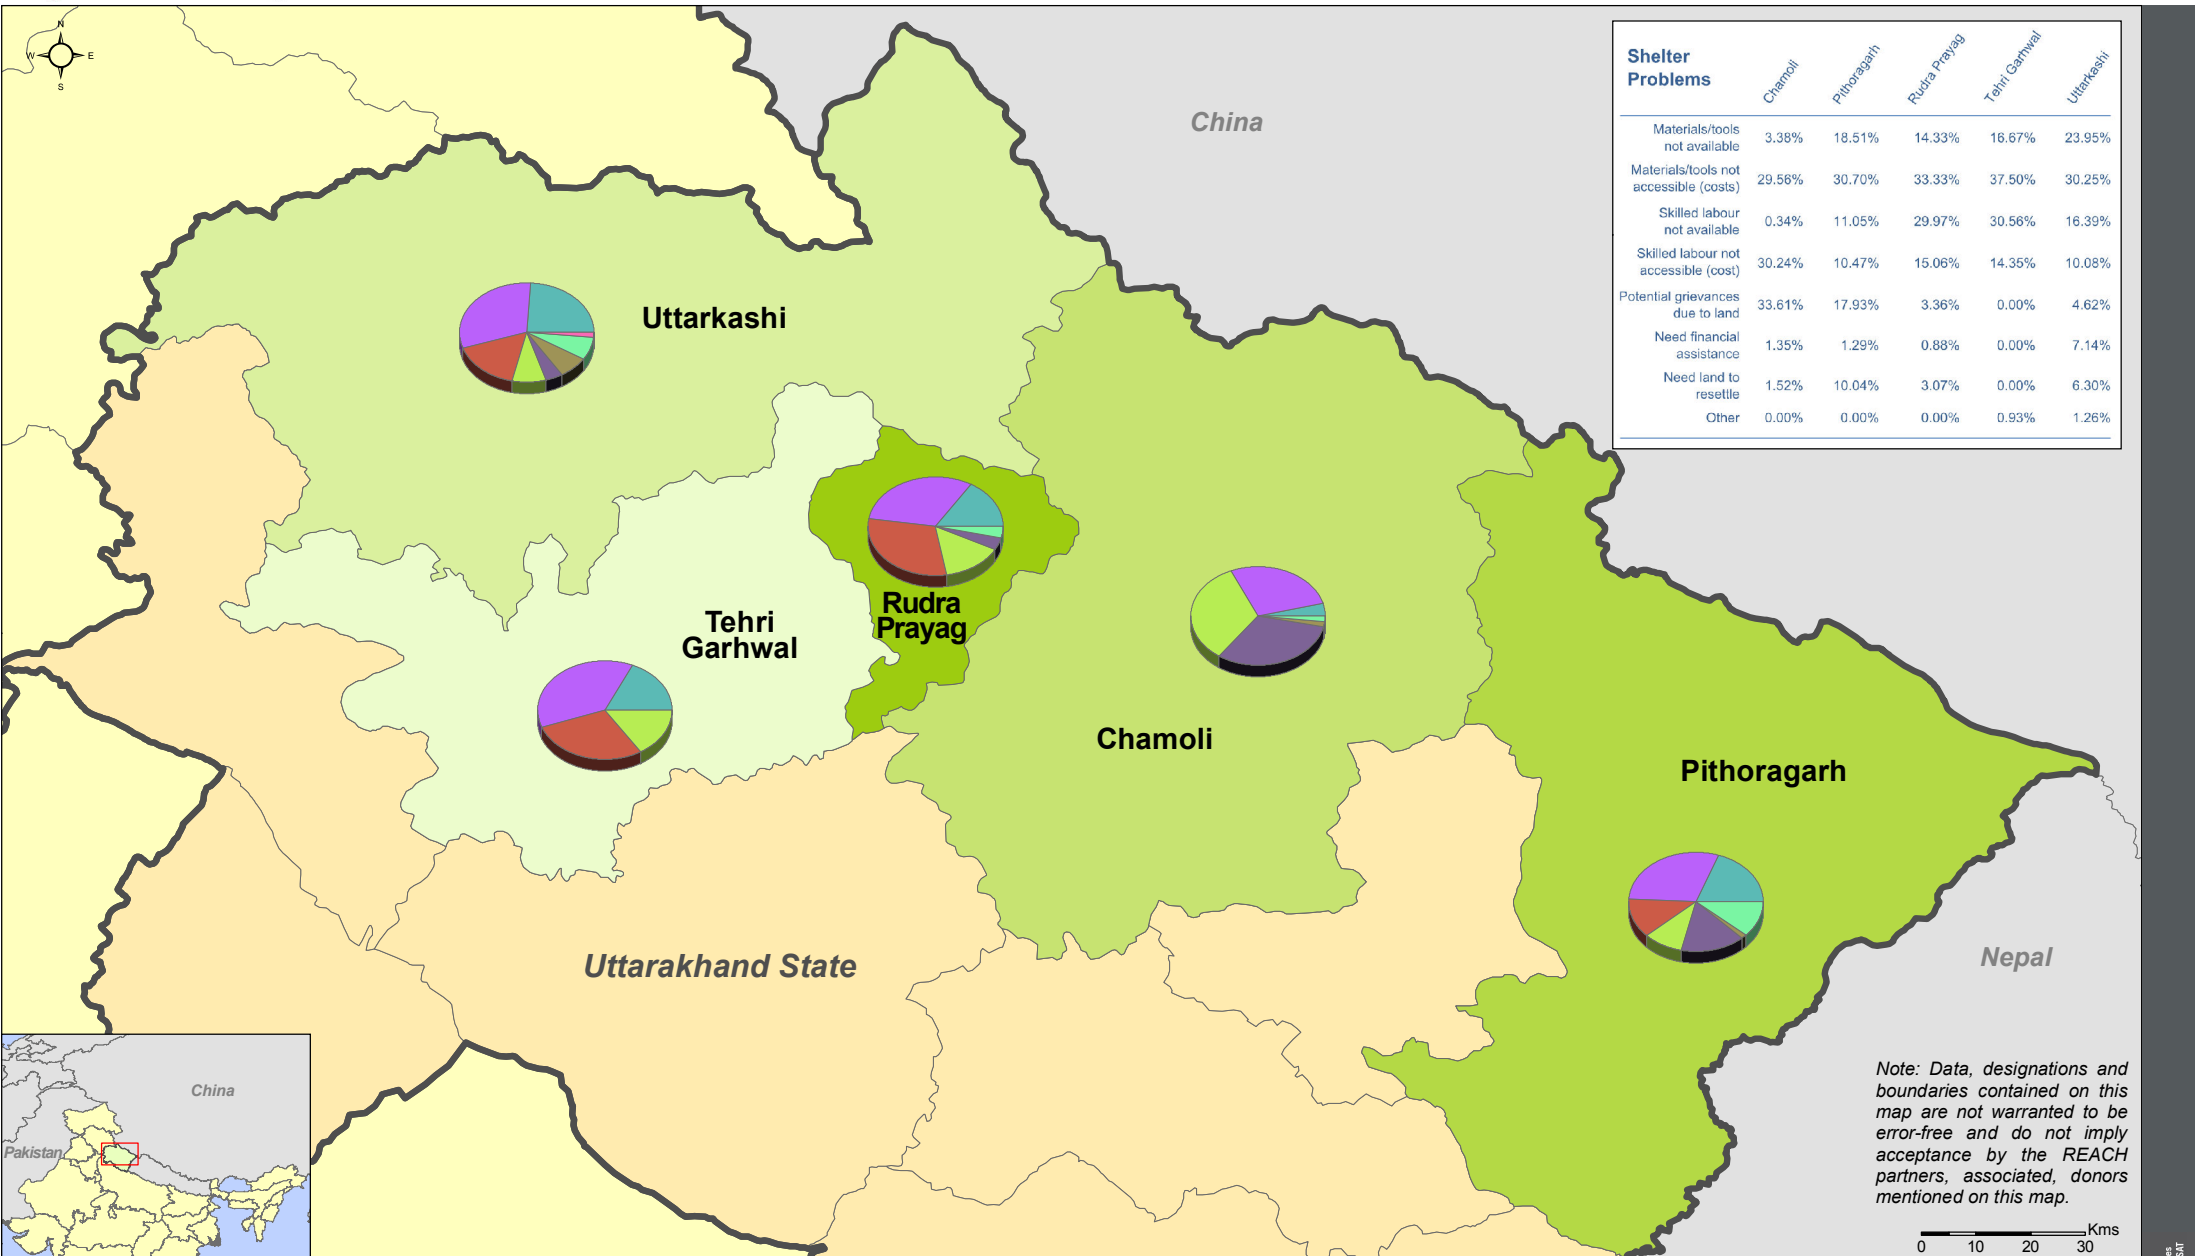 N
W
E
S
China
Shelter
Problems
Chamoli
Pithoragarh
Rudra Prayag
Tehri Garhwal
Uttarkashi
Materials/tools
not available
3.38% 18.51% 14.33% 16.67% 23.95%
Materials/tools not
accessible (costs)
29.56% 30.70% 33.33% 37.50% 30.25%
Skilled labour
not available
0.34% 11.05% 29.97% 30.56% 16.39%
Skilled labour not
accessible (cost)
30.24% 10.47% 15.06% 14.35% 10.08%
Potential grievances
due to land
33.61% 17.93% 3.36% 0.00% 4.62%
Need financial
assistance
1.35% 1.29% 0.88% 0.00% 7.14%
Need land to
resettle
1.52% 10.04% 3.07% 0.00% 6.30%
Other 0.00% 0.00% 0.00% 0.93% 1.26%
Uttarkashi
Tehri
Garhwal
Rudra
Prayag
Chamoli
Pithoragarh
Uttarakhand State
Nepal
China
Pakistan
Note: Data, designations and
boundaries contained on this
map are not warranted to be
error-free and do not imply
acceptance by the REACH
partners, associated, donors
mentioned on this map.
Kms
0 10 20 30